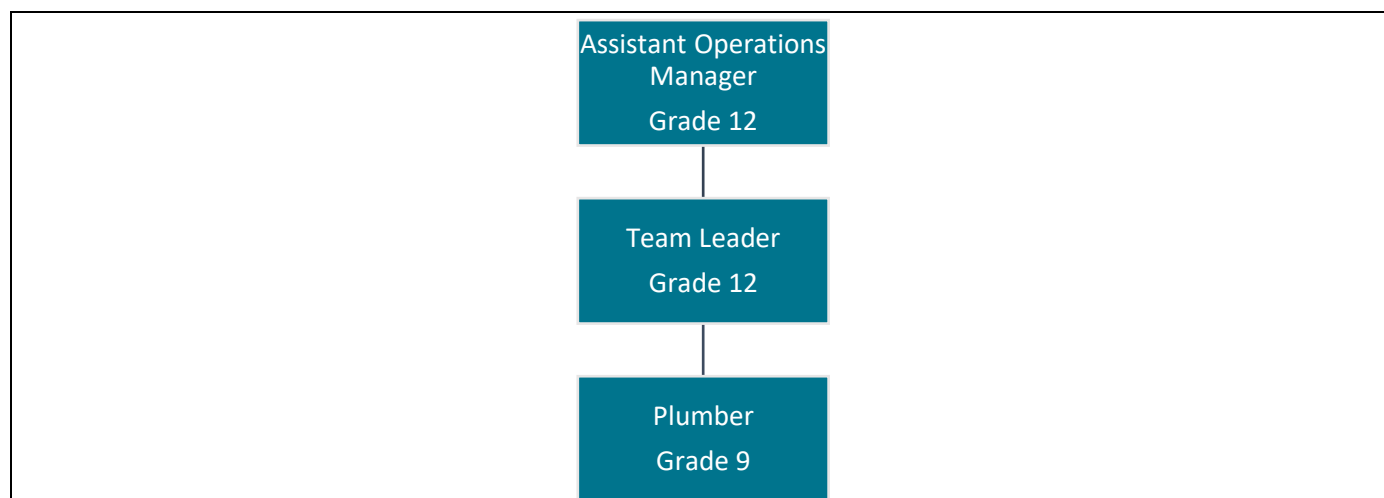 Assistant Operations
Manager
Grade 12
Team Leader
Grade 12
Plumber
Grade 9